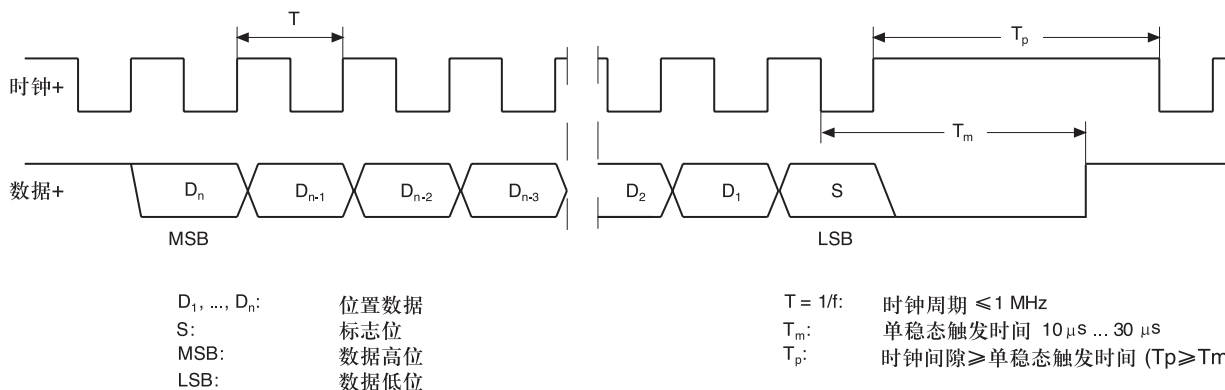 T
Tp
时钟+
Tm
数据+
Dn
Dn-1
Dn-2
Dn-3
D2
D1
S
MSB
LSB
D1, ..., Dn: 位置数据
S: 标志位
MSB: 数据高位
LSB: 数据低位
T = 1/f: 时钟周期 ≤1 MHz
Tm: 单稳态触发时间 10 μs ... 30 μs
Tp: 时钟间隙≥单稳态触发时间 (Tp≥Tm